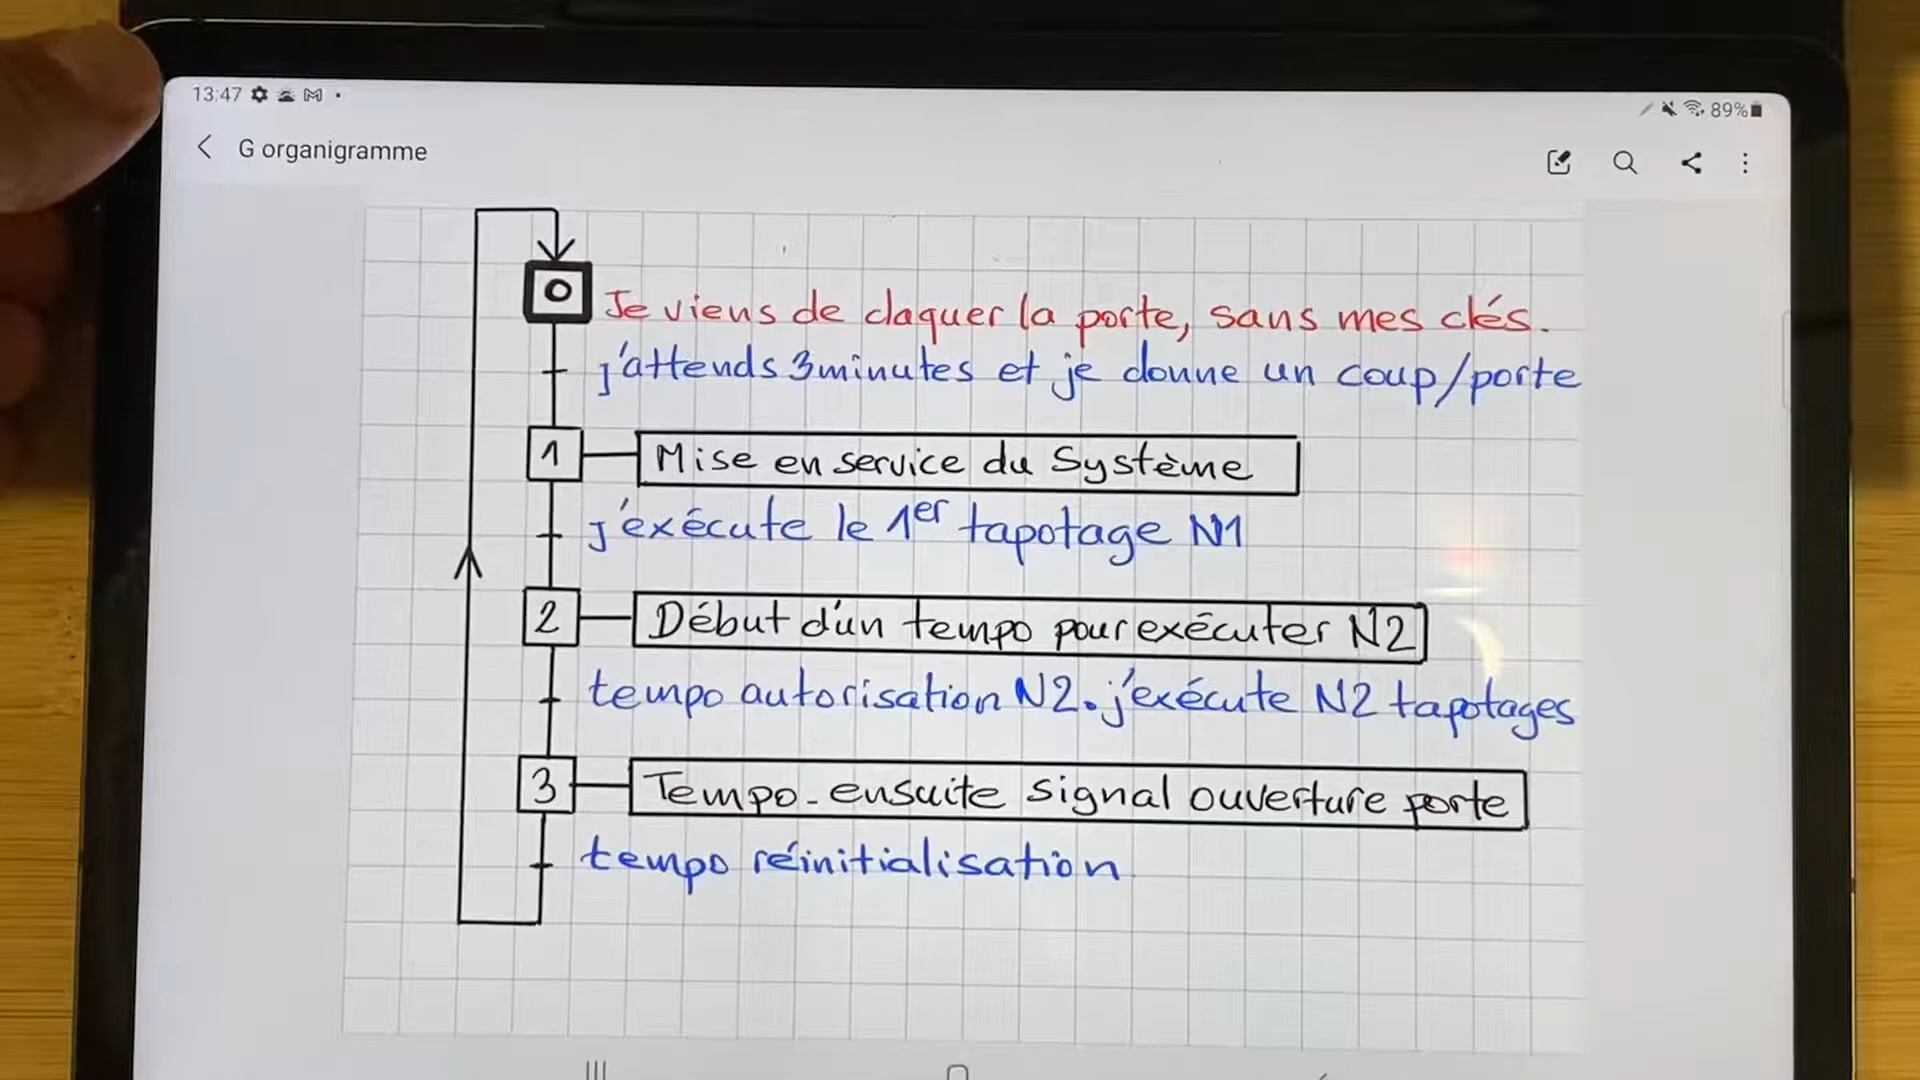 13:47
89%
G organigramme
0 Je viens de claquer la porte, sans mes clés.
j'attends 3minutes et je donne un coup/porte
1 Mise en service du Système
j'exécute le 1er tapotage N1
2 Début d'un tempo pour exécuter N2
tempo autorisation N2. j'exécute N2 tapotages
3 Tempo - ensuite signal ouverture porte
tempo réinitialisation